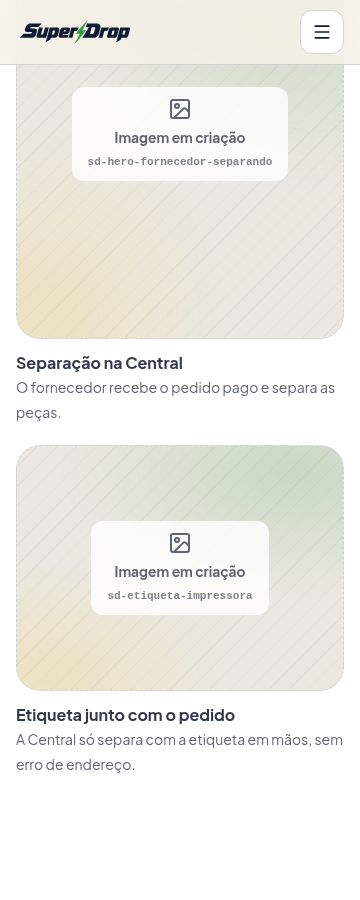 SuperDrop
Imagem em criação
sd-hero-fornecedor-separando
Separação na Central
O fornecedor recebe o pedido pago e separa as
peças.
Imagem em criação
sd-etiqueta-impressora
Etiqueta junto com o pedido
A Central só separa com a etiqueta em mãos, sem
erro de endereço.